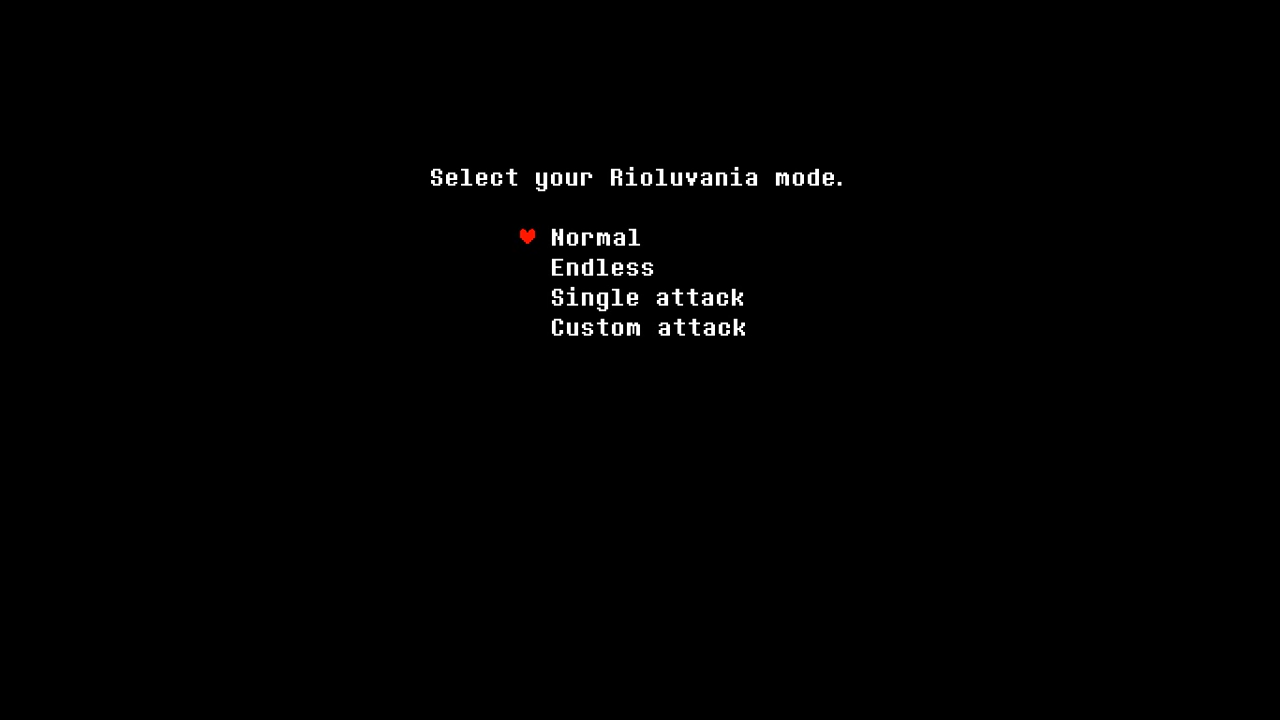 Select your Rioluvania mode.
Normal
Endless
Single attack
Custom attack